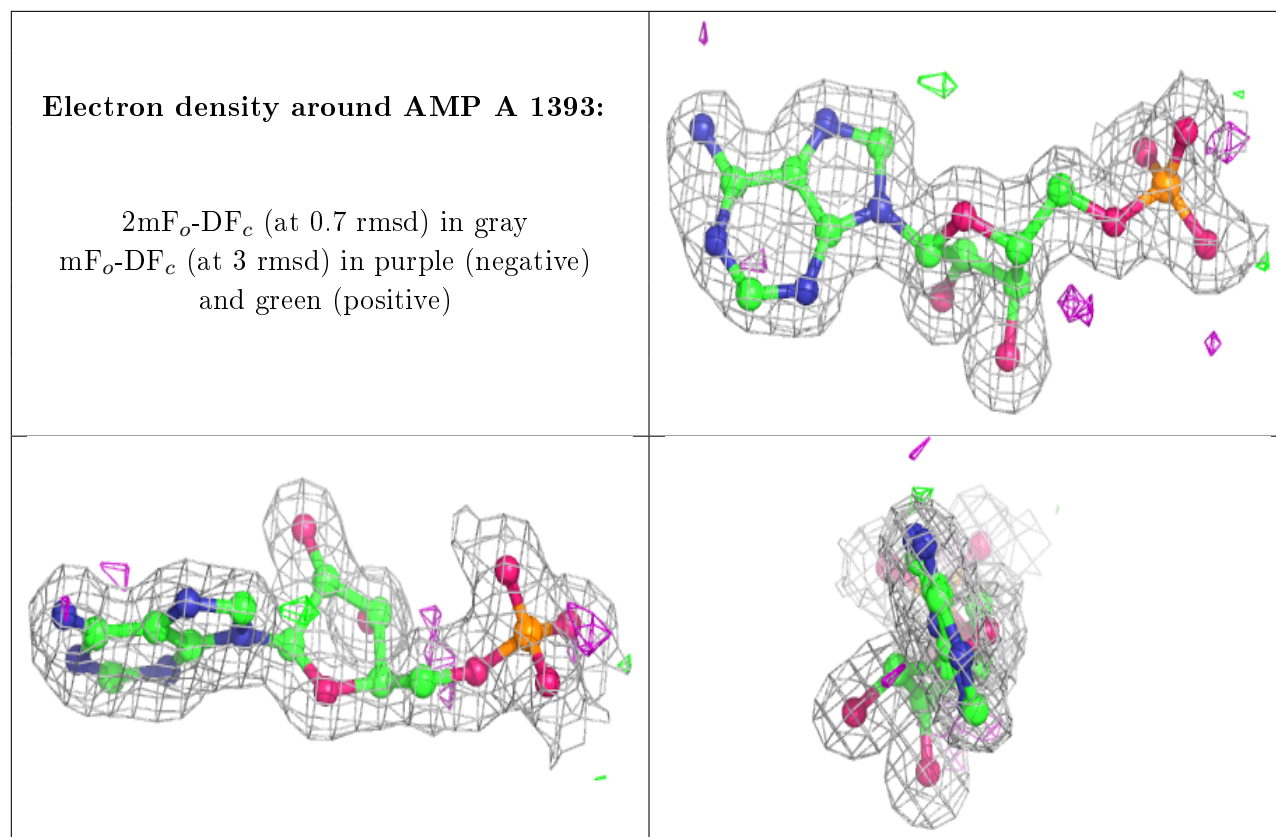 Electron density around AMP A 1393:
2mFₒ-DF𝒸 (at 0.7 rmsd) in gray
mFₒ-DF𝒸 (at 3 rmsd) in purple (negative)
and green (positive)